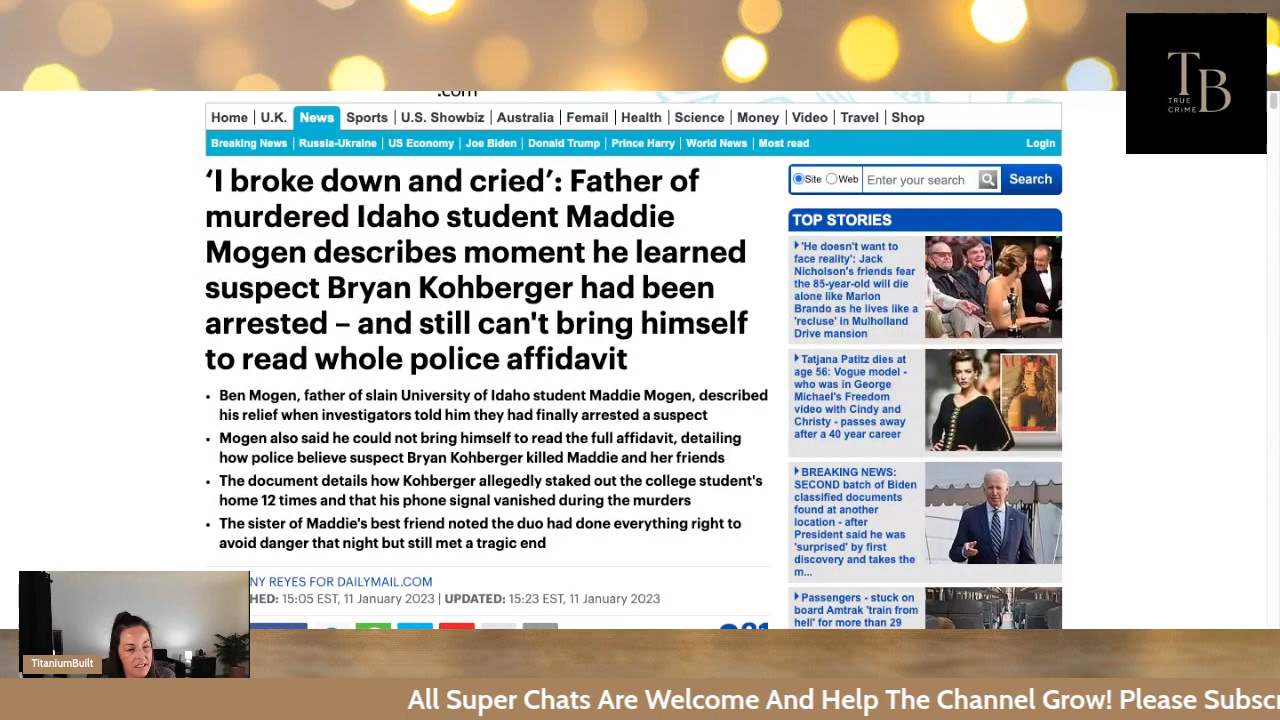 TB
TRUE
CRIME
.com
Home U.K. News Sports U.S. Showbiz Australia Femail Health Science Money Video Travel Shop
Breaking News Russia-Ukraine US Economy Joe Biden Donald Trump Prince Harry World News Most read Login
‘I broke down and cried’: Father of
murdered Idaho student Maddie
Mogen describes moment he learned
suspect Bryan Kohberger had been
arrested – and still can't bring himself
to read whole police affidavit
• Ben Mogen, father of slain University of Idaho student Maddie Mogen, described
his relief when investigators told him they had finally arrested a suspect
• Mogen also said he could not bring himself to read the full affidavit, detailing
how police believe suspect Bryan Kohberger killed Maddie and her friends
• The document details how Kohberger allegedly staked out the college student's
home 12 times and that his phone signal vanished during the murders
• The sister of Maddie's best friend noted the duo had done everything right to
avoid danger that night but still met a tragic end
NY REYES FOR DAILYMAIL.COM
HED: 15:05 EST, 11 January 2023 | UPDATED: 15:23 EST, 11 January 2023
Site Web Enter your search Search
TOP STORIES
'He doesn't want to
face reality': Jack
Nicholson's friends fear
the 85-year-old will die
alone like Marlon
Brando as he lives like a
'recluse' in Mulholland
Drive mansion
Tatjana Patitz dies at
age 56: Vogue model -
who was in George
Michael's Freedom
video with Cindy and
Christy - passes away
after a 40 year career
BREAKING NEWS:
SECOND batch of Biden
classified documents
found at another
location - after
President said he was
'surprised' by first
discovery and takes the
m...
Passengers - stuck on
board Amtrak 'train from
hell' for more than 29
TitaniumBuilt
All Super Chats Are Welcome And Help The Channel Grow! Please Subsc